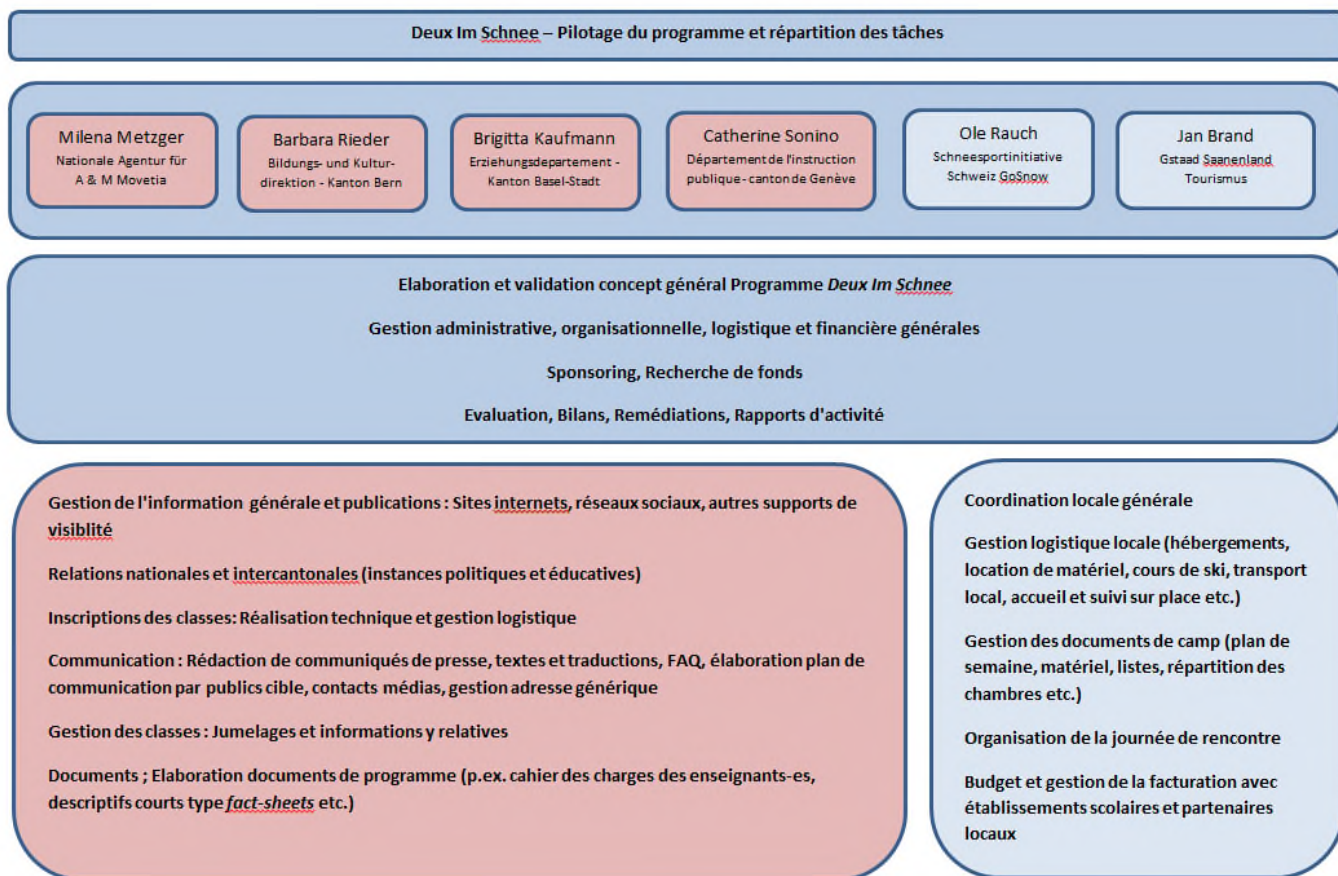 Deux Im Schnee – Pilotage du programme et répartition des tâches
Milena Metzger
Nationale Agentur für
A & M Movetia
Barbara Rieder
Bildungs- und Kultur-
direktion - Kanton Bern
Brigitta Kaufmann
Erziehungsdepartement -
Kanton Basel-Stadt
Catherine Sonino
Département de l'instruction
publique - canton de Genève
Ole Rauch
Schneesportinitiative
Schweiz GoSnow
Jan Brand
Gstaad Saanenland
Tourismus
Elaboration et validation concept général Programme Deux Im Schnee
Gestion administrative, organisationnelle, logistique et financière générales
Sponsoring, Recherche de fonds
Evaluation, Bilans, Remédiations, Rapports d'activité
Gestion de l'information générale et publications : Sites internets, réseaux sociaux, autres supports de
visiblité
Relations nationales et intercantonales (instances politiques et éducatives)
Inscriptions des classes: Réalisation technique et gestion logistique
Communication : Rédaction de communiqués de presse, textes et traductions, FAQ, élaboration plan de
communication par publics cible, contacts médias, gestion adresse générique
Gestion des classes : Jumelages et informations y relatives
Documents ; Elaboration documents de programme (p.ex. cahier des charges des enseignants-es,
descriptifs courts type fact-sheets etc.)
Coordination locale générale
Gestion logistique locale (hébergements,
location de matériel, cours de ski, transport
local, accueil et suivi sur place etc.)
Gestion des documents de camp (plan de
semaine, matériel, listes, répartition des
chambres etc.)
Organisation de la journée de rencontre
Budget et gestion de la facturation avec
établissements scolaires et partenaires
locaux